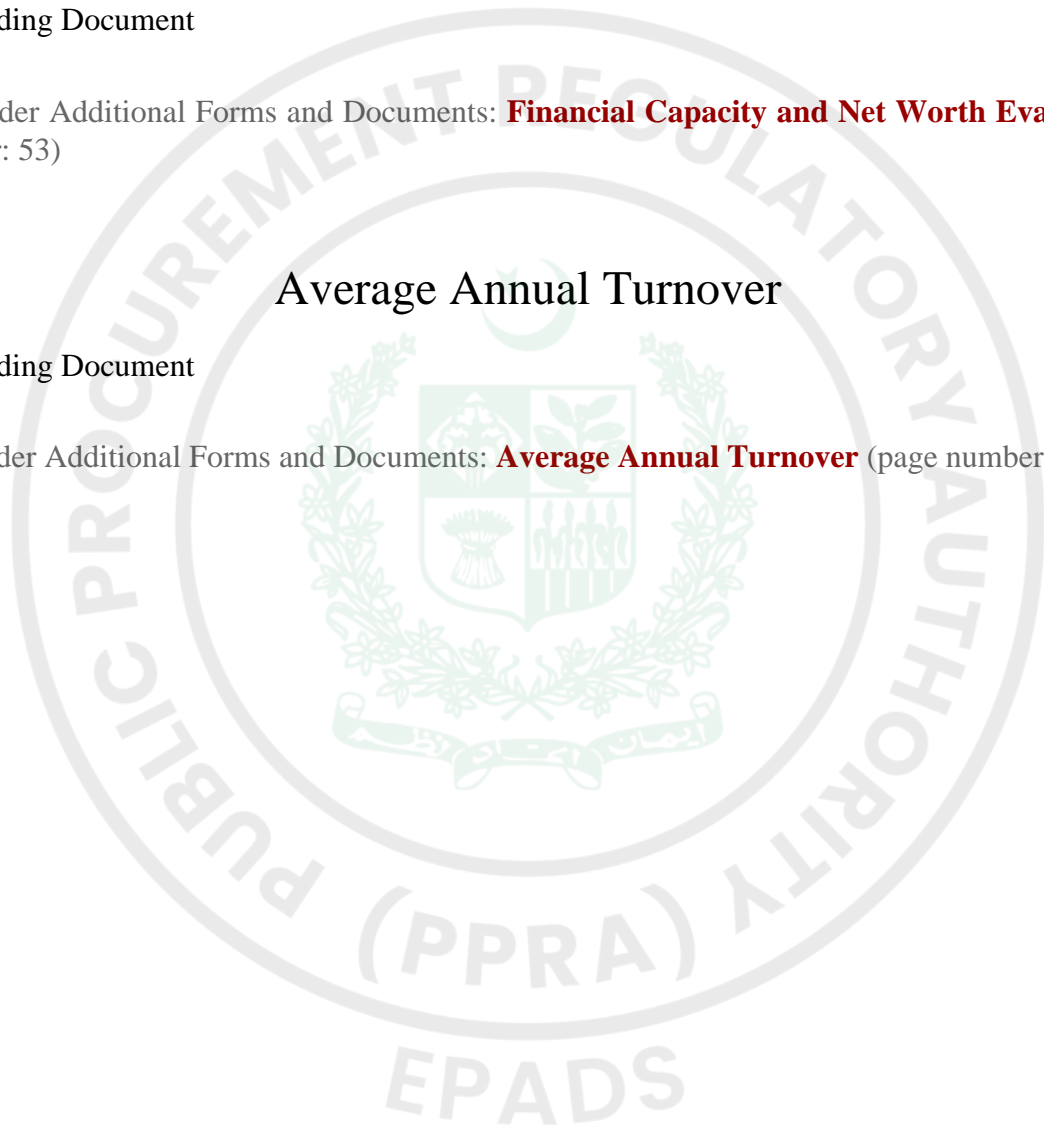 ding Document
der Additional Forms and Documents: Financial Capacity and Net Worth Eva
: 53)
Average Annual Turnover
ding Document
der Additional Forms and Documents: Average Annual Turnover (page number
PUBLIC PROCUREMENT REGULATORY AUTHORITY
(PPRA)
EPADS